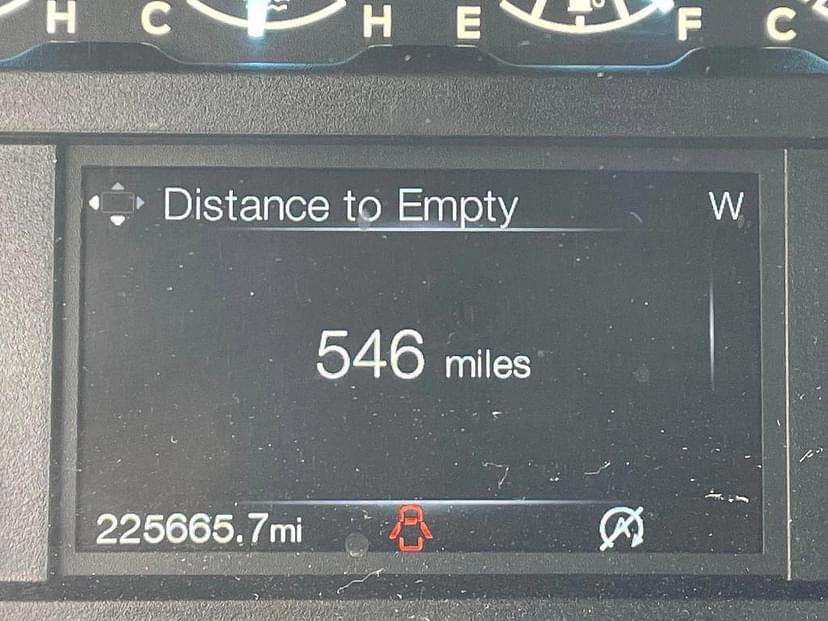 H C H E F C
Distance to Empty W
546 miles
225665.7mi A